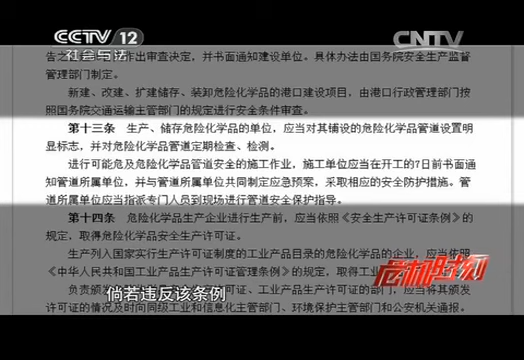 CCTV 12
社会与法
CNTV
告之 作出审查决定，并书面通知建设单位。具体办法由国务院安全生产监督
管理部门制定。
新建、改建、扩建储存、装卸危险化学品的港口建设项目，由港口行政管理部门按
照国务院交通运输主管部门的规定进行安全条件审查。
第十三条 生产、储存危险化学品的单位，应当对其铺设的危险化学品管道设置明
显标志，并对危险化学品管道定期检查、检测。
进行可能危及危险化学品管道安全的施工作业，施工单位应当在开工的7日前书面通
知管道所属单位，并与管道所属单位共同制定应急预案，采取相应的安全防护措施。管
道所属单位应当指派专门人员到现场进行管道安全保护指导。
第十四条 危险化学品生产企业进行生产前，应当依照《安全生产许可证条例》的
规定，取得危险化学品安全生产许可证。
生产列入国家实行生产许可证制度的工业产品目录的危险化学品的企业，应当依照
《中华人民共和国工业产品生产许可证管理条例》的规定，取得工
负责颁发 许可证、工业产品生产许可证的部门，应当将其颁发
许可证的情况及时向同级工业和信息化主管部门、环境保护主管部门和公安机关通报。
危机时刻
倘若违反该条例